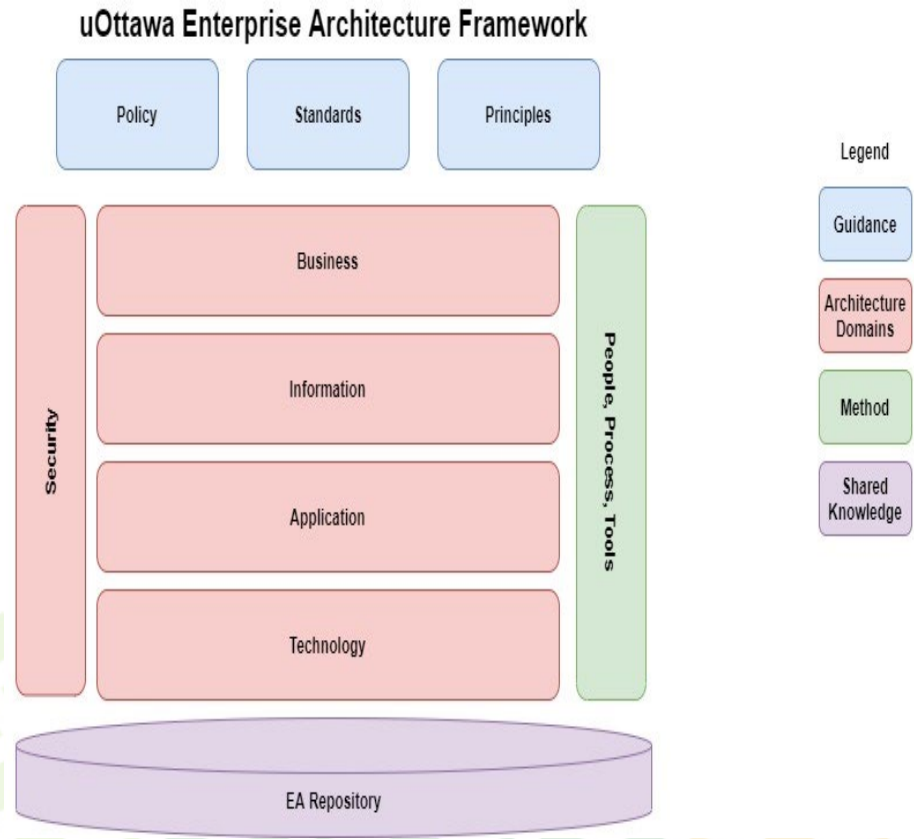 uOttawa Enterprise Architecture Framework
Policy
Standards
Principles
Legend
Guidance
Architecture
Domains
Method
Shared
Knowledge
Security
Business
Information
Application
Technology
People, Process, Tools
EA Repository